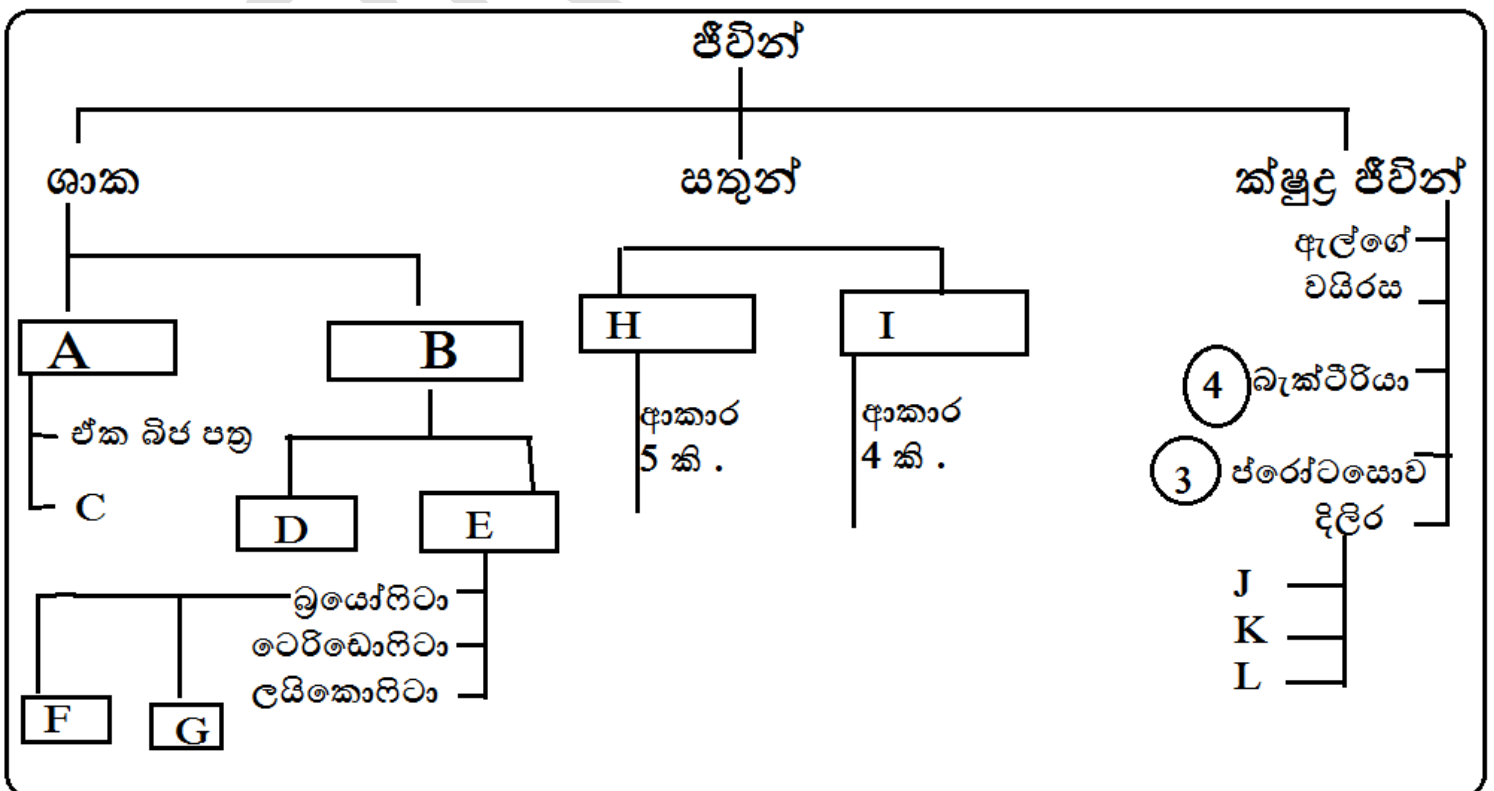 ජීවින්
ශාක
සතුන්
ක්ෂුද්‍ර ජීවින්
A
B
ඒක බිජ පත්‍ර
C
D
E
බ්‍රයෝෆිටා
ටෙරිඩොෆිටා
ලයිකොෆිටා
F
G
H
I
ආකාර
5 කි .
ආකාර
4 කි .
ඇල්ගේ
වයිරස
4 බැක්ටීරියා
3 ප්රෝටසොව
දිලිර
J
K
L